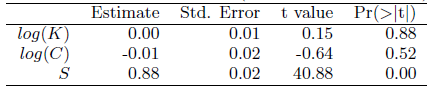 Estimate Std. Error t value Pr(>|t|)
log(K) 0.00 0.01 0.15 0.88
log(C) -0.01 0.02 -0.64 0.52
S 0.88 0.02 40.88 0.00